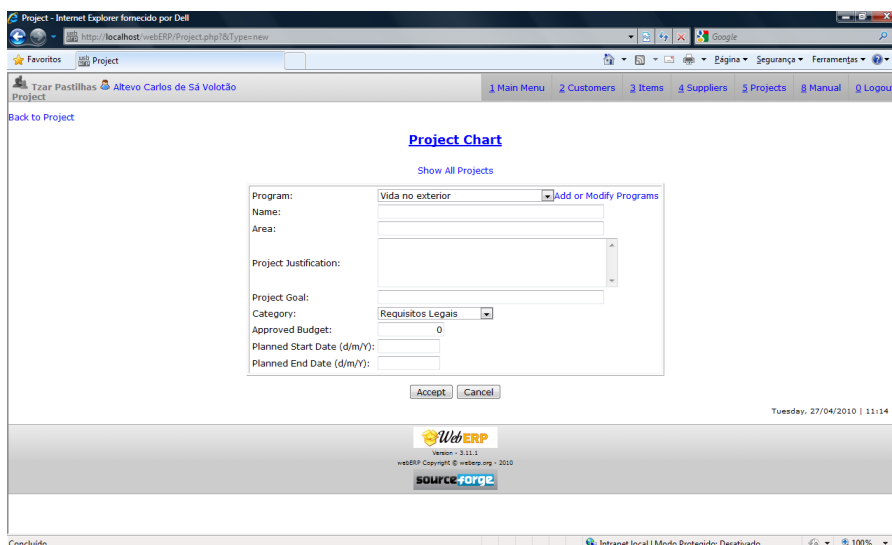 Project - Internet Explorer fornecido por Dell
http://localhost/webERP/Project.php?&Type=new
Google
Favoritos Project Página Segurança Ferramentas
Tzar Pastilhas Altevo Carlos de Sá Volotão 1 Main Menu 2 Customers 3 Items 4 Suppliers 5 Projects 8 Manual 0 Logou
Project
Back to Project
Project Chart
Show All Projects
Program: Vida no exterior Add or Modify Programs
Name:
Area:
Project Justification:
Project Goal:
Category: Requisitos Legais
Approved Budget: 0
Planned Start Date (d/m/Y):
Planned End Date (d/m/Y):
Accept Cancel
Tuesday, 27/04/2010 | 11:14
WebERP
Version - 3.11.1
webERP Copyright © weberp.org - 2010
sourceforge
Concluído Intranet local | Modo Protegido: Desativado 100%